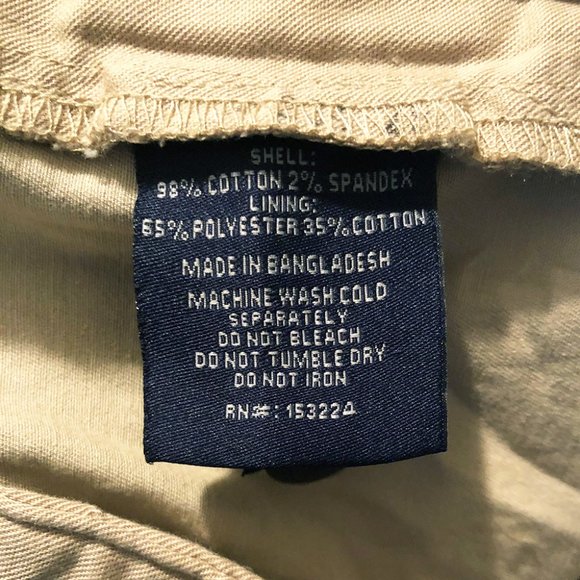 SHELL:
98% COTTON 2% SPANDEX
LINING:
65% POLYESTER 35% COTTON
MADE IN BANGLADESH
MACHINE WASH COLD
SEPARATELY
DO NOT BLEACH
DO NOT TUMBLE DRY
DO NOT IRON
RN#: 153224